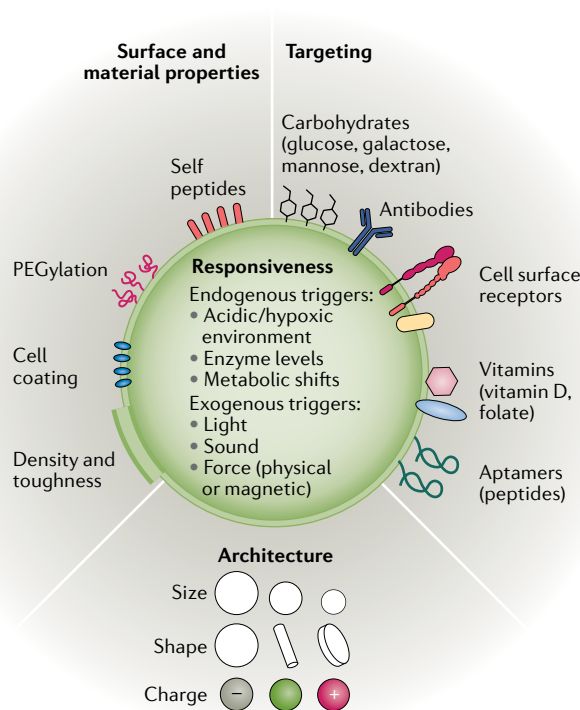 Surface and
material properties
Targeting
Carbohydrates
(glucose, galactose,
mannose, dextran)
Self
peptides
Antibodies
PEGylation
Cell surface
receptors
Cell
coating
Vitamins
(vitamin D,
folate)
Density and
toughness
Aptamers
(peptides)
Responsiveness
Endogenous triggers:
• Acidic/hypoxic
environment
• Enzyme levels
• Metabolic shifts
Exogenous triggers:
• Light
• Sound
• Force (physical
or magnetic)
Architecture
Size
Shape
Charge − +